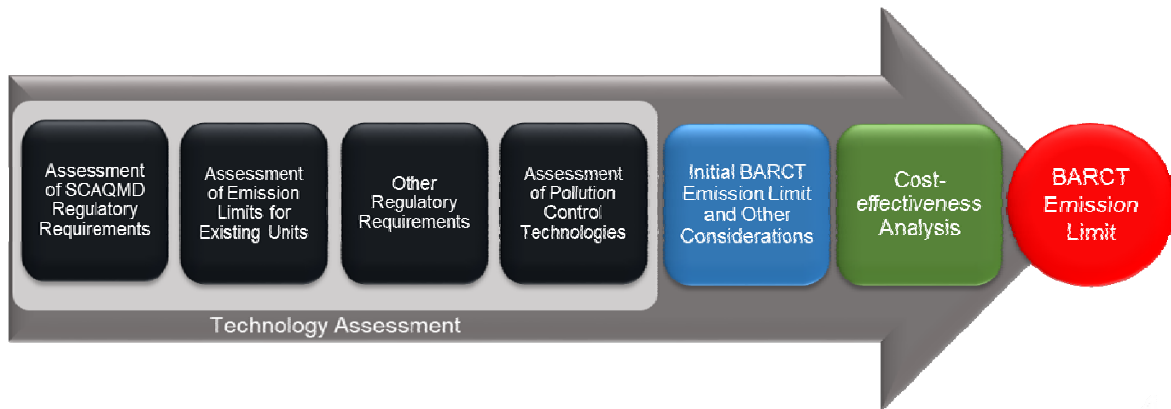 Assessment
of SCAQMD
Regulatory
Requirements
Assessment
of Emission
Limits for
Existing Units
Other
Regulatory
Requirements
Assessment
of Pollution
Control
Technologies
Initial BARCT
Emission Limit
and Other
Considerations
Cost-
effectiveness
Analysis
BARCT
Emission
Limit
Technology Assessment